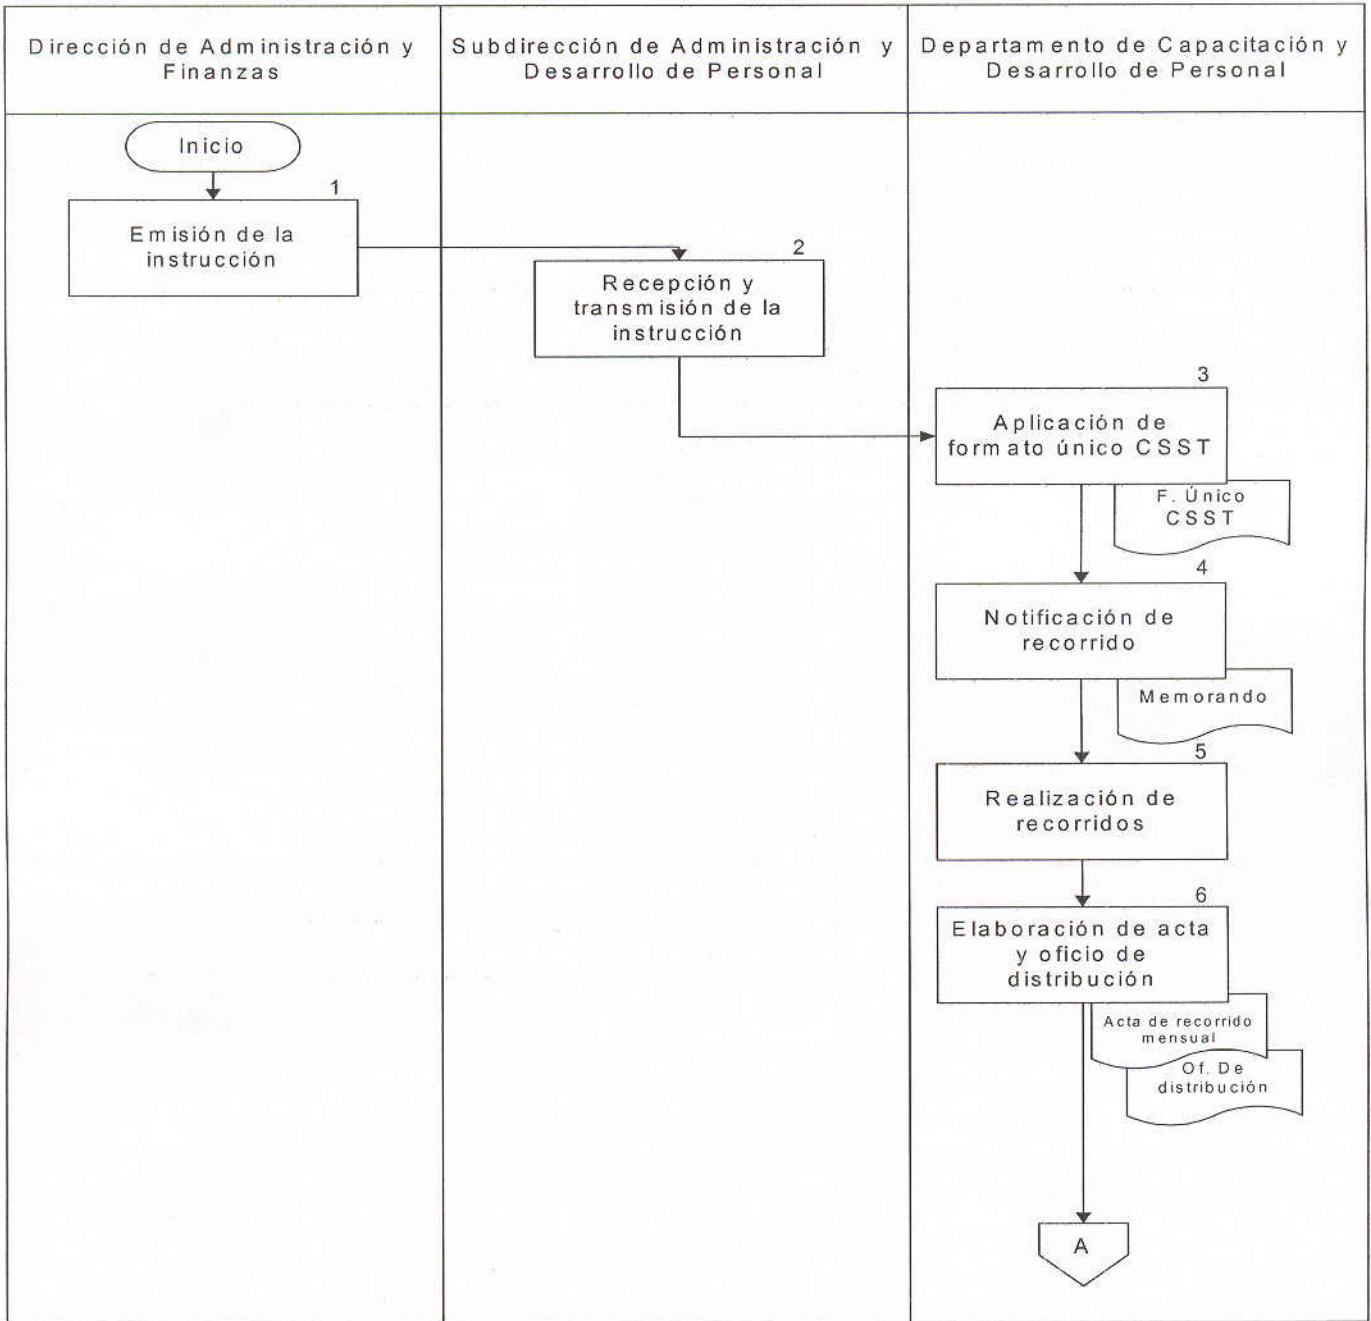 Dirección de Administración y
Finanzas
Subdirección de Administración y
Desarrollo de Personal
Departamento de Capacitación y
Desarrollo de Personal
Inicio
1
Emisión de la
instrucción
2
Recepción y
transmisión de la
instrucción
3
Aplicación de
formato único CSST
F. Único
CSST
4
Notificación de
recorrido
Memorando
5
Realización de
recorridos
6
Elaboración de acta
y oficio de
distribución
Acta de recorrido
mensual
Of. De
distribución
A